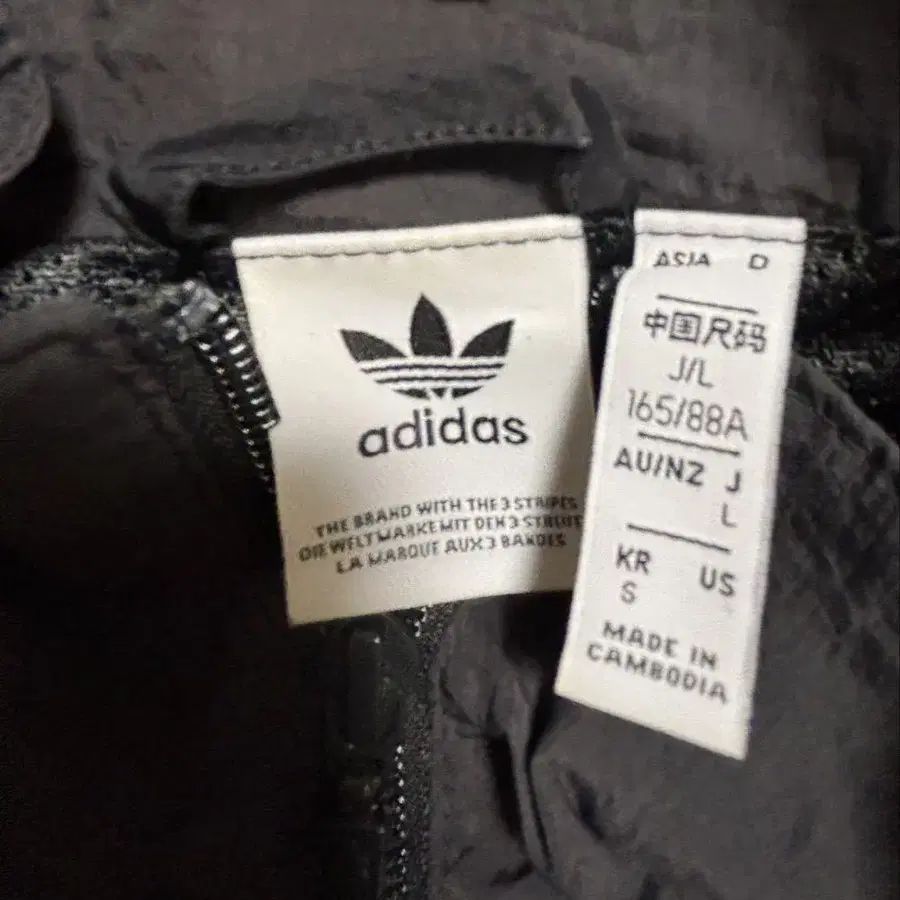 adidas
THE BRAND WITH THE 3 STRIPES
DIE WELTMARKE MIT DEN 3 STREIFE
LA MARQUE AUX 3 BANDES
ASIA D
中国尺码
J/L
165/88A
AU/NZ J
L
KR US
S
MADE IN
CAMBODIA